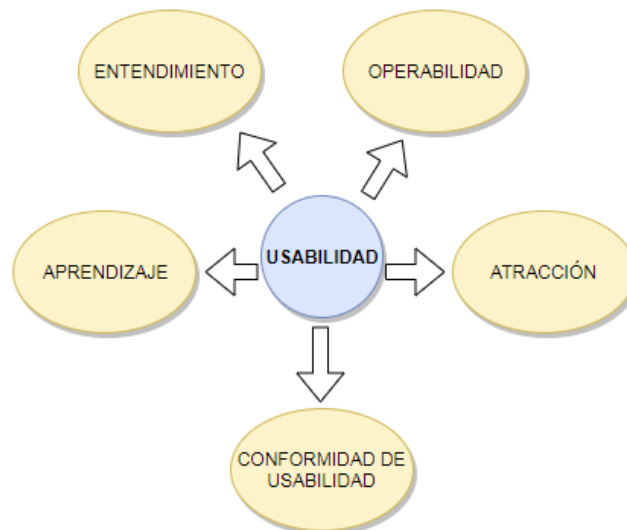 ENTENDIMIENTO
OPERABILIDAD
USABILIDAD
APRENDIZAJE
ATRACCIÓN
CONFORMIDAD DE
USABILIDAD